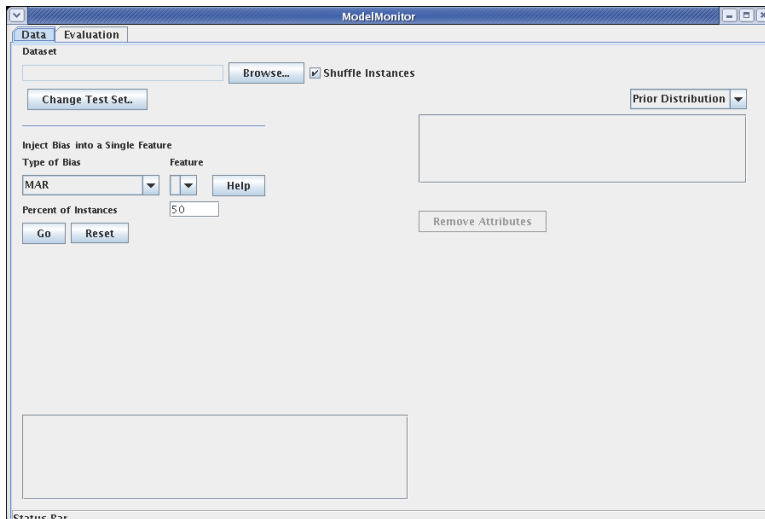 ModelMonitor
Data Evaluation
Dataset
Browse... Shuffle Instances
Change Test Set..
Prior Distribution
Inject Bias into a Single Feature
Type of Bias Feature
MAR Help
Percent of Instances 50
Go Reset
Remove Attributes
Status Bar